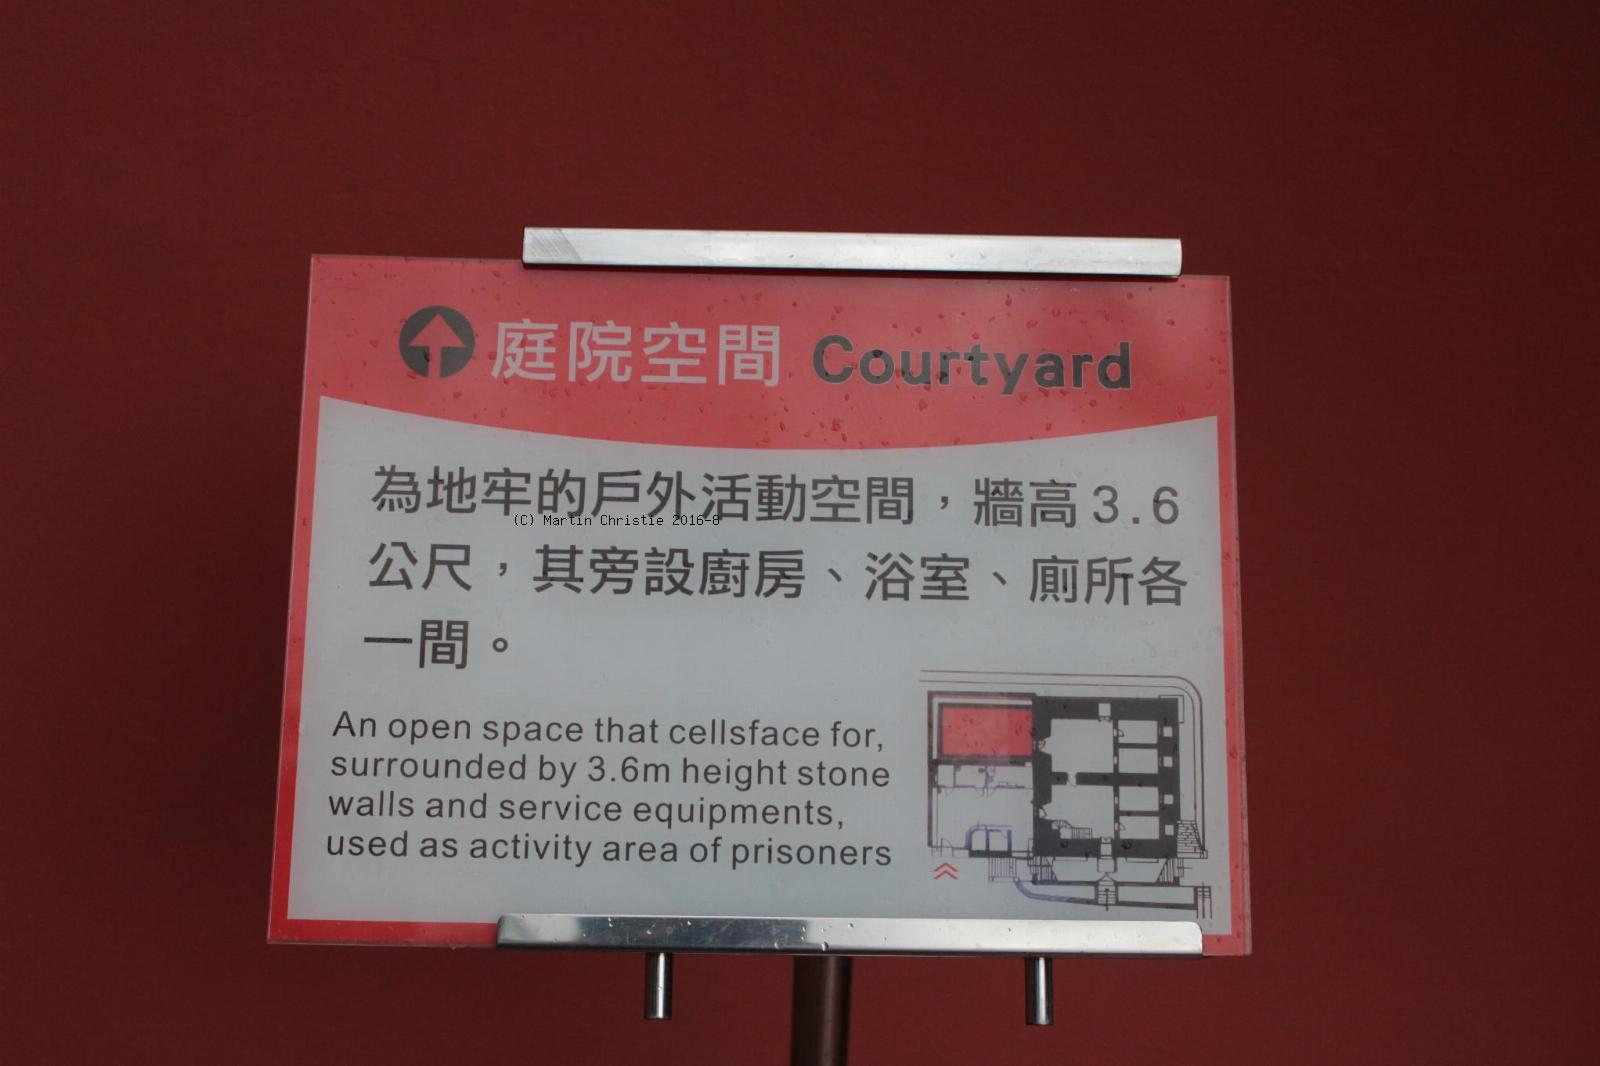 庭院空間 Courtyard
為地牢的戶外活動空間，牆高3.6
(C) Martin Christie 2016-8
公尺，其旁設廚房、浴室、廁所各
一間。
An open space that cellsface for,
surrounded by 3.6m height stone
walls and service equipments,
used as activity area of prisoners